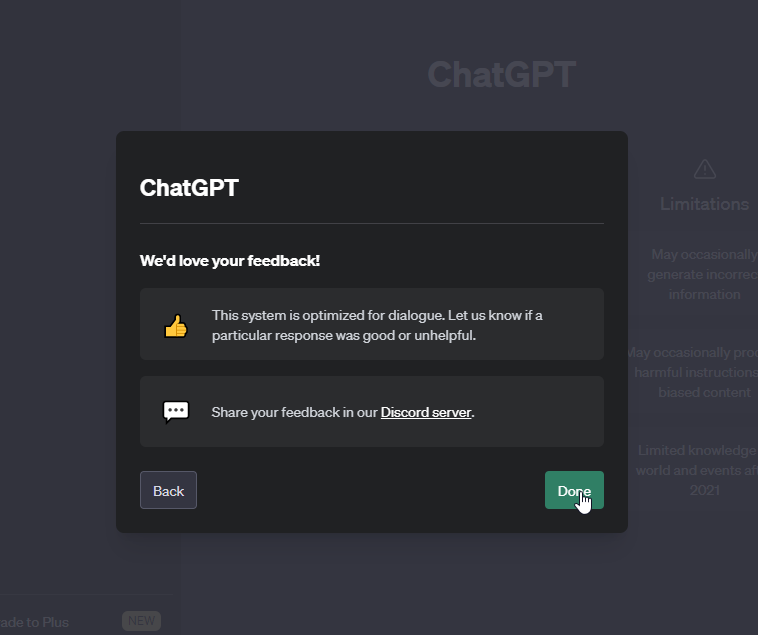 ChatGPT
Limitations
May occasionally
generate incorrec
information
May occasionally pro
harmful instructions
biased content
Limited knowledge
world and events aft
2021
ChatGPT
We'd love your feedback!
This system is optimized for dialogue. Let us know if a
particular response was good or unhelpful.
Share your feedback in our Discord server.
Back
Done
ade to Plus
NEW